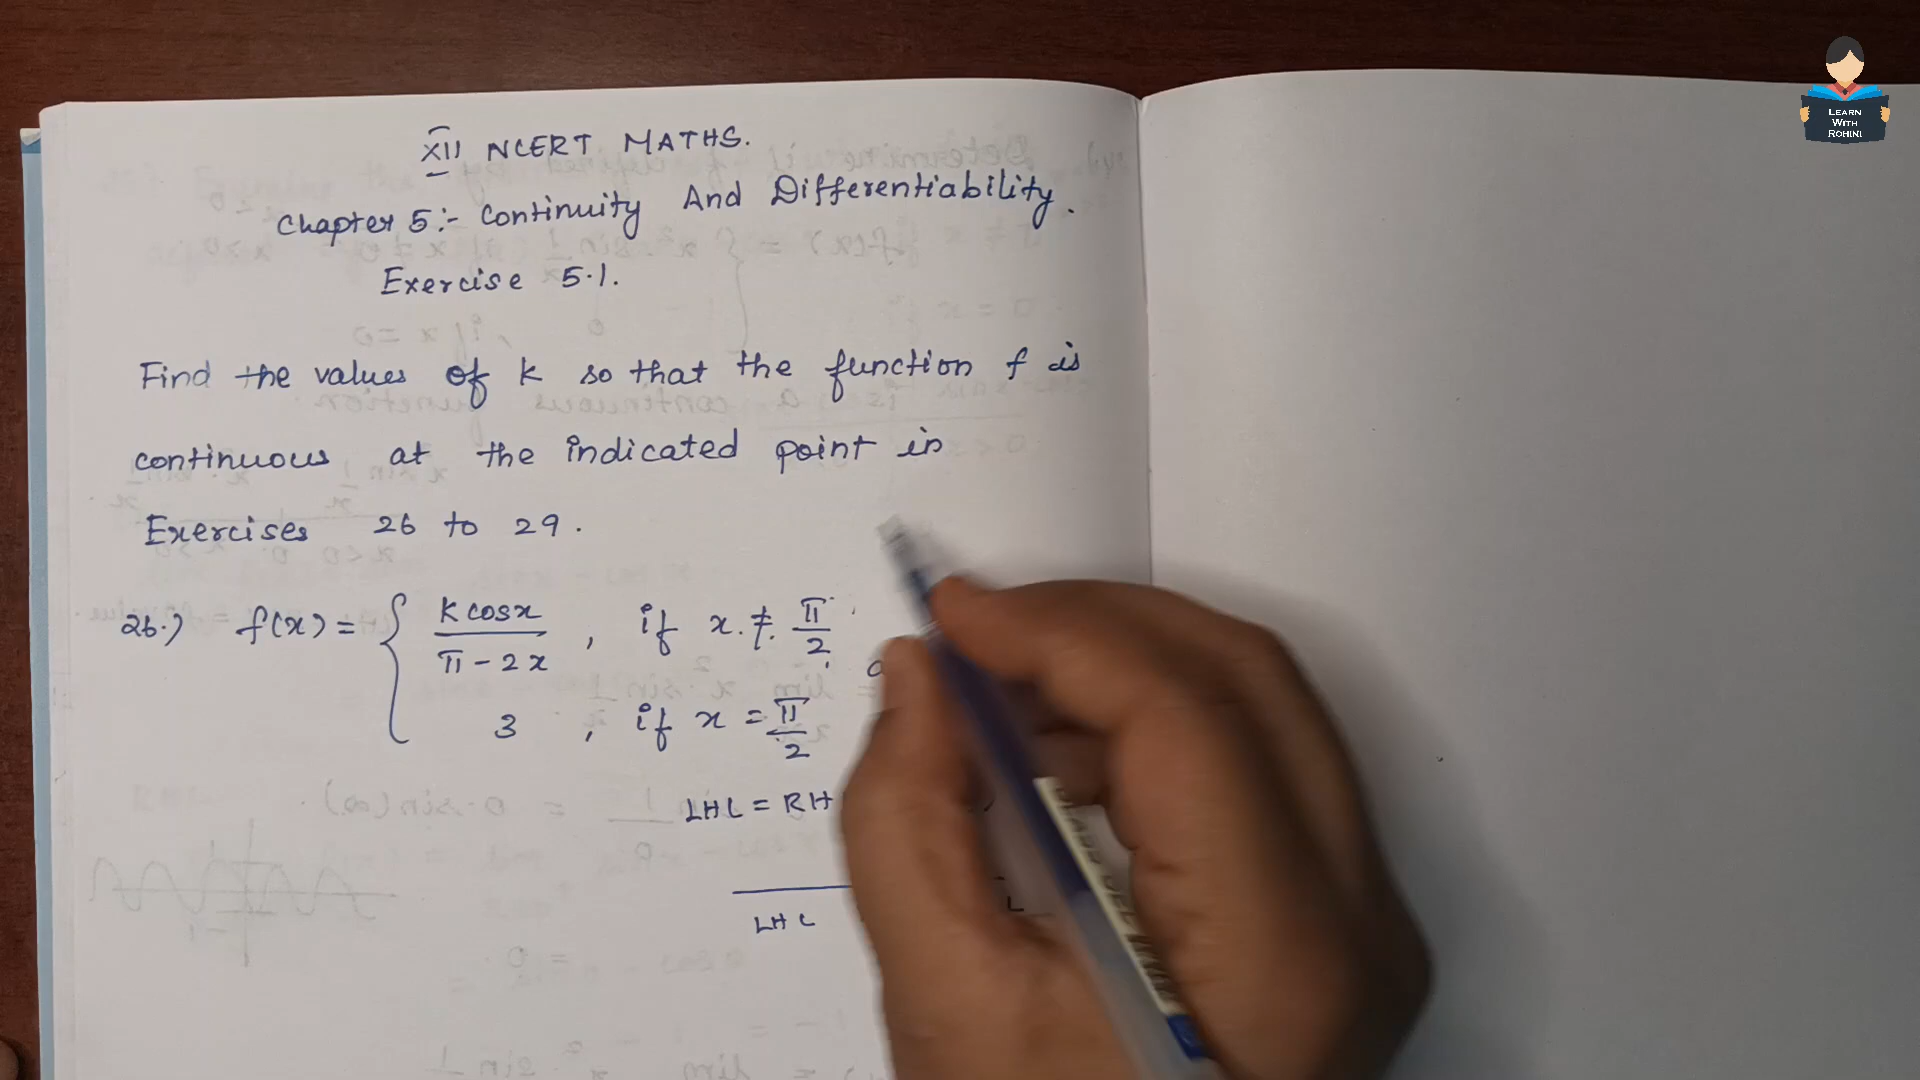 XII NCERT MATHS.
Chapter 5:- Continuity And Differentiability.
Exercise 5.1.
Find the values of k so that the function f is
continuous at the indicated point in
Exercises 26 to 29.
26.) f(x) = { k cosx / π - 2x , if x ≠ π/2
3 , if x = π/2
LHL = RH
LHL
LEARN
WITH
ROHINI